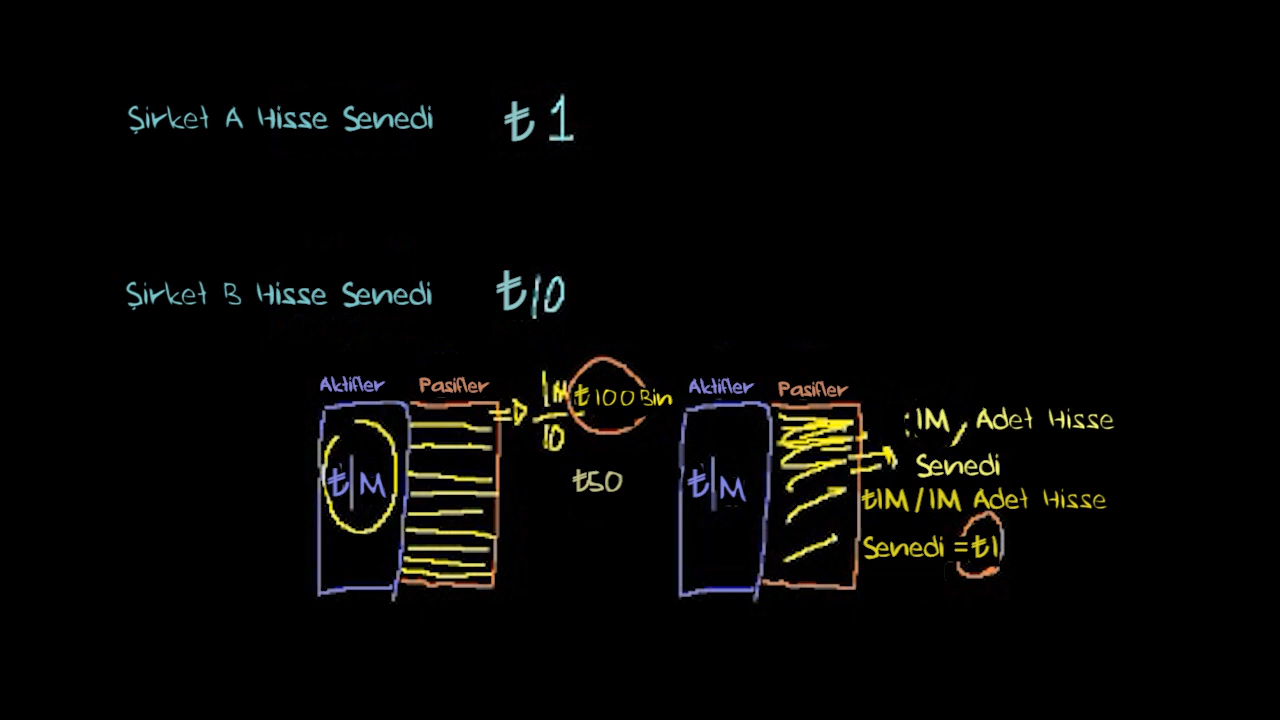 Şirket A Hisse Senedi ₺1
Şirket B Hisse Senedi ₺10
Aktifler Pasifler
₺1M
1M
10
₺100 Bin
₺50
Aktifler Pasifler
₺1M
:1M, Adet Hisse
Senedi
₺1M/1M Adet Hisse
Senedi = ₺1